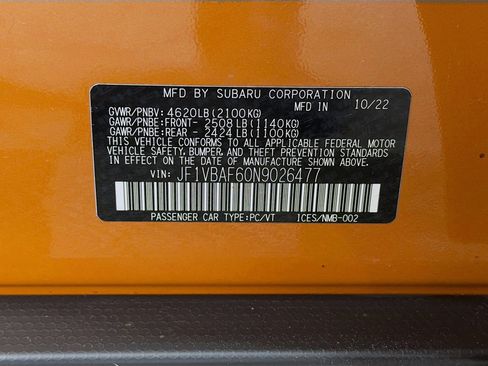 MFD BY SUBARU CORPORATION
MFD IN 10/22
GVWR/PNBV: 4620LB(2100KG)
GAWR/PNBE:FRONT- 2508LB(1140KG)
GAWR/PNBE:REAR - 2424LB(1100KG)
THIS VEHICLE CONFORMS TO ALL APPLICABLE FEDERAL MOTOR
VEHICLE SAFETY, BUMPER, AND THEFT PREVENTION STANDARDS
IN EFFECT ON THE DATE OF MANUFACTURE SHOWN ABOVE.
VIN: JF1VBAF60N9026477
PASSENGER CAR TYPE:PC/VT ICES/NMB-002